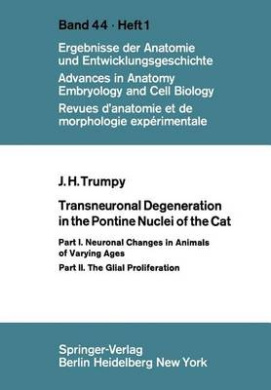 Band 44 · Heft 1
Ergebnisse der Anatomie
und Entwicklungsgeschichte
Advances in Anatomy
Embryology and Cell Biology
Revues d'anatomie et de
morphologie expérimentale
J.H.Trumpy
Transneuronal Degeneration
in the Pontine Nuclei of the Cat
Part I. Neuronal Changes in Animals
of Varying Ages
Part II. The Glial Proliferation
Springer-Verlag
Berlin Heidelberg New York